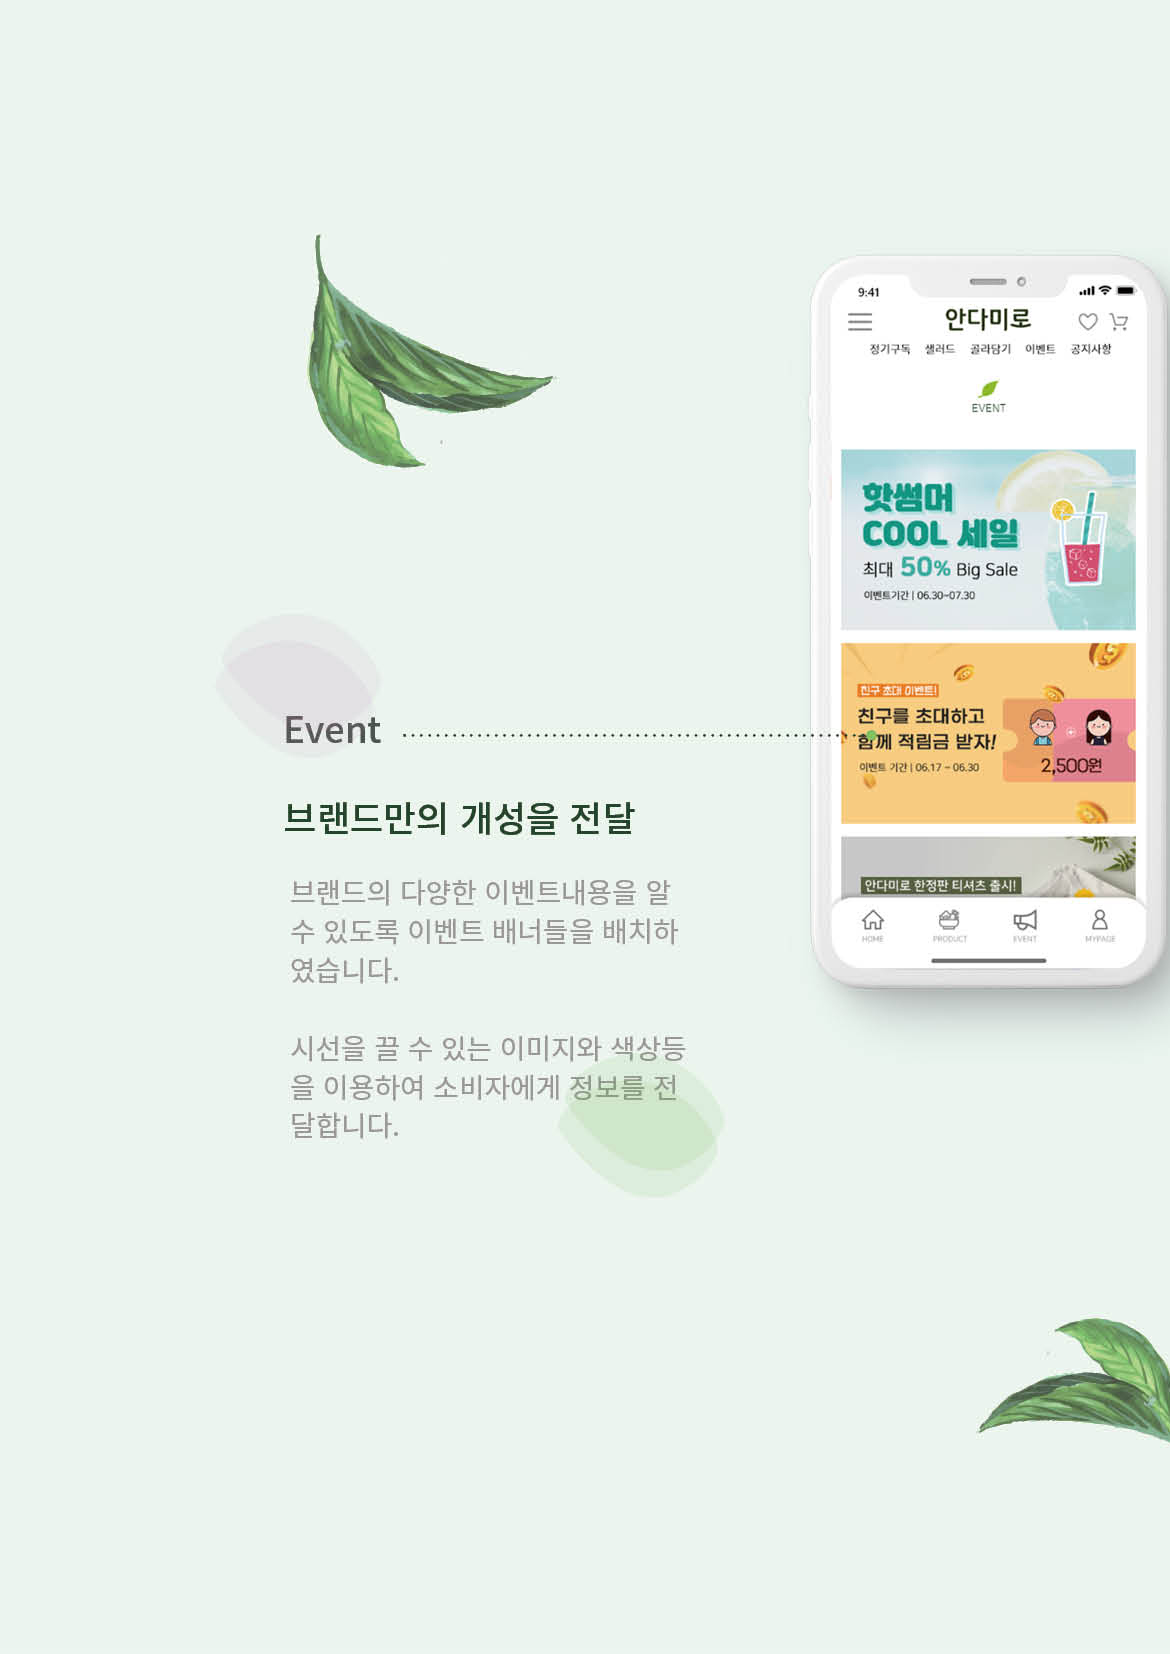 9:41
안다미로
정기구독 샐러드 골라담기 이벤트 공지사항
EVENT
핫썸머
COOL 세일
최대 50% Big Sale
이벤트기간 | 06.30~07.30
친구 초대 이벤트!
친구를 초대하고
함께 적립금 받자!
이벤트 기간 | 06.17 ~ 06.30
2,500원
안다미로 한정판 티셔츠 출시!
HOME PRODUCT EVENT MYPAGE
Event
브랜드만의 개성을 전달
브랜드의 다양한 이벤트내용을 알
수 있도록 이벤트 배너들을 배치하
였습니다.
시선을 끌 수 있는 이미지와 색상등
을 이용하여 소비자에게 정보를 전
달합니다.